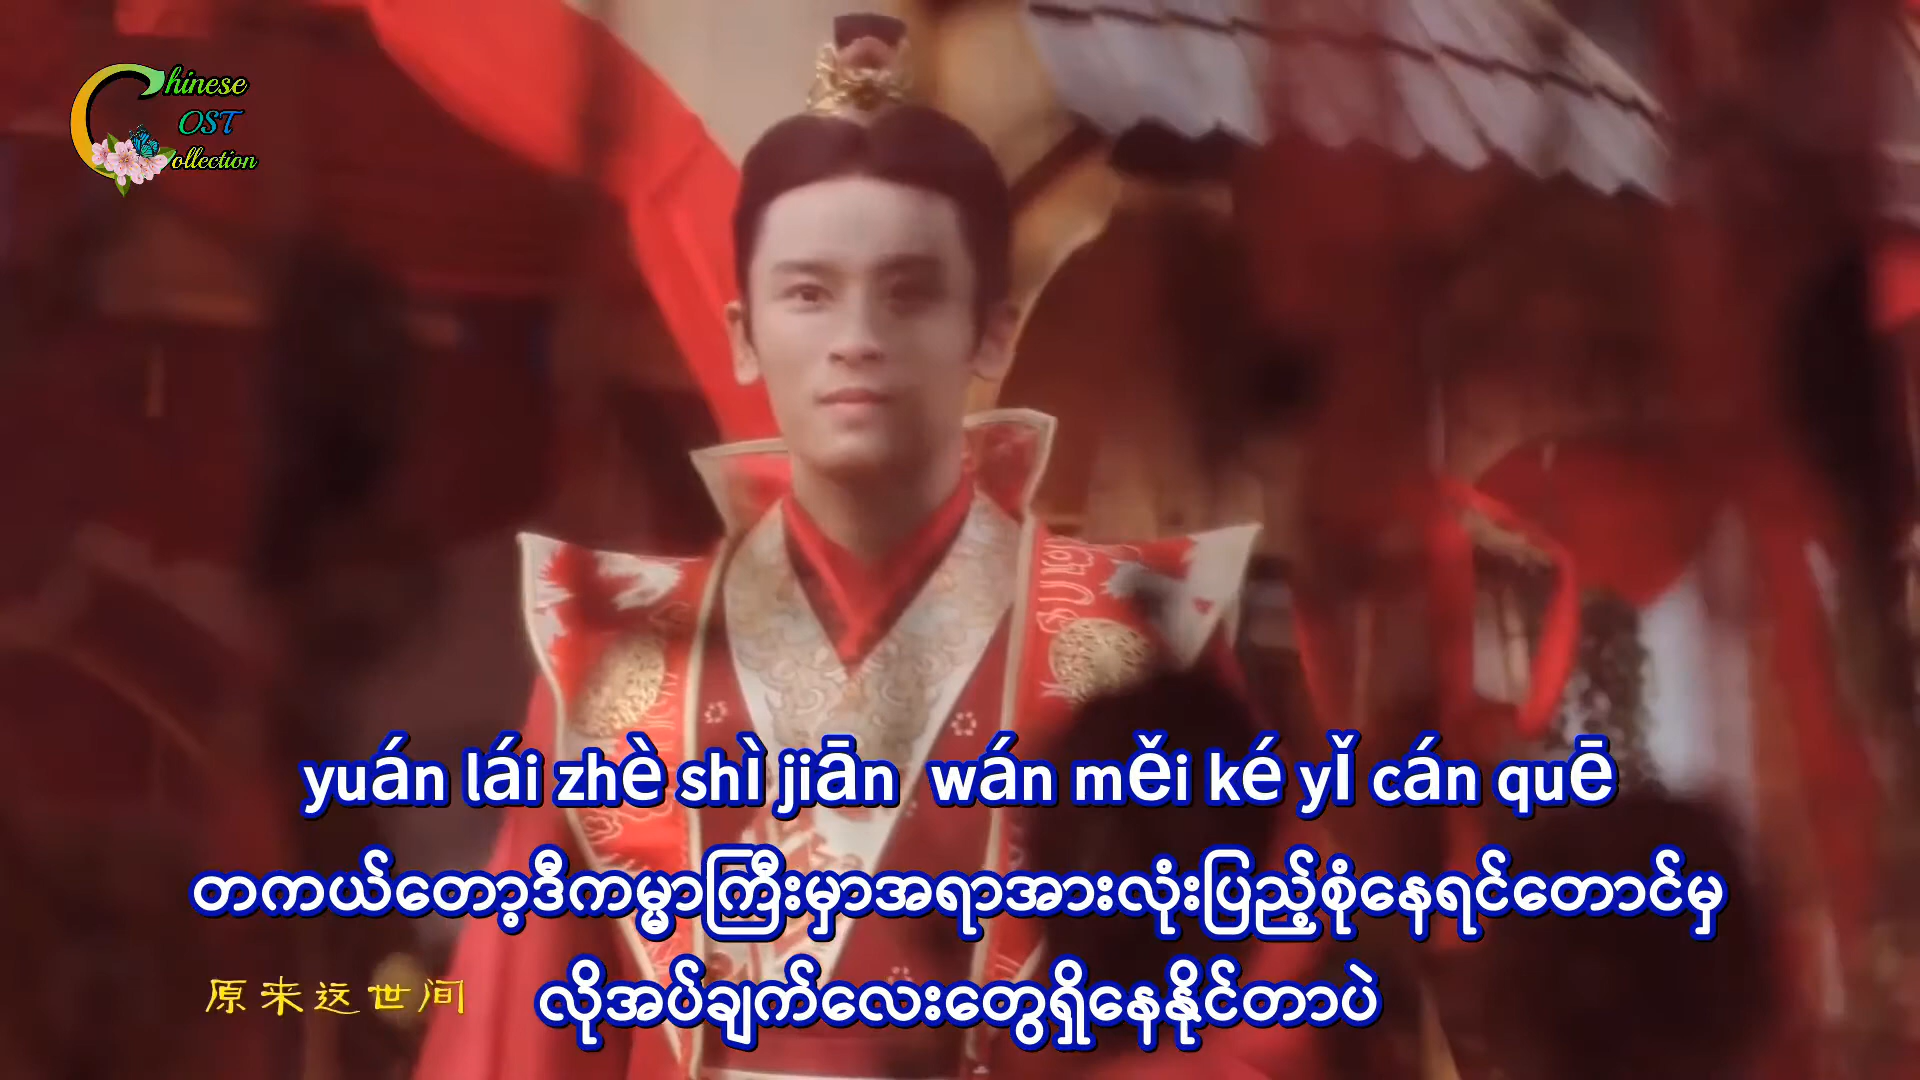 Chinese
OST
Collection
yuán lái zhè shì jiān wán měi ké yǐ cán quē
တကယ်တော့ဒီကမ္မာကြီးမှာအရာအားလုံးပြည့်စုံနေရင်တောင်မှ
原来这世间
လိုအပ်ချက်လေးတွေရှိနေနိုင်တာပဲ